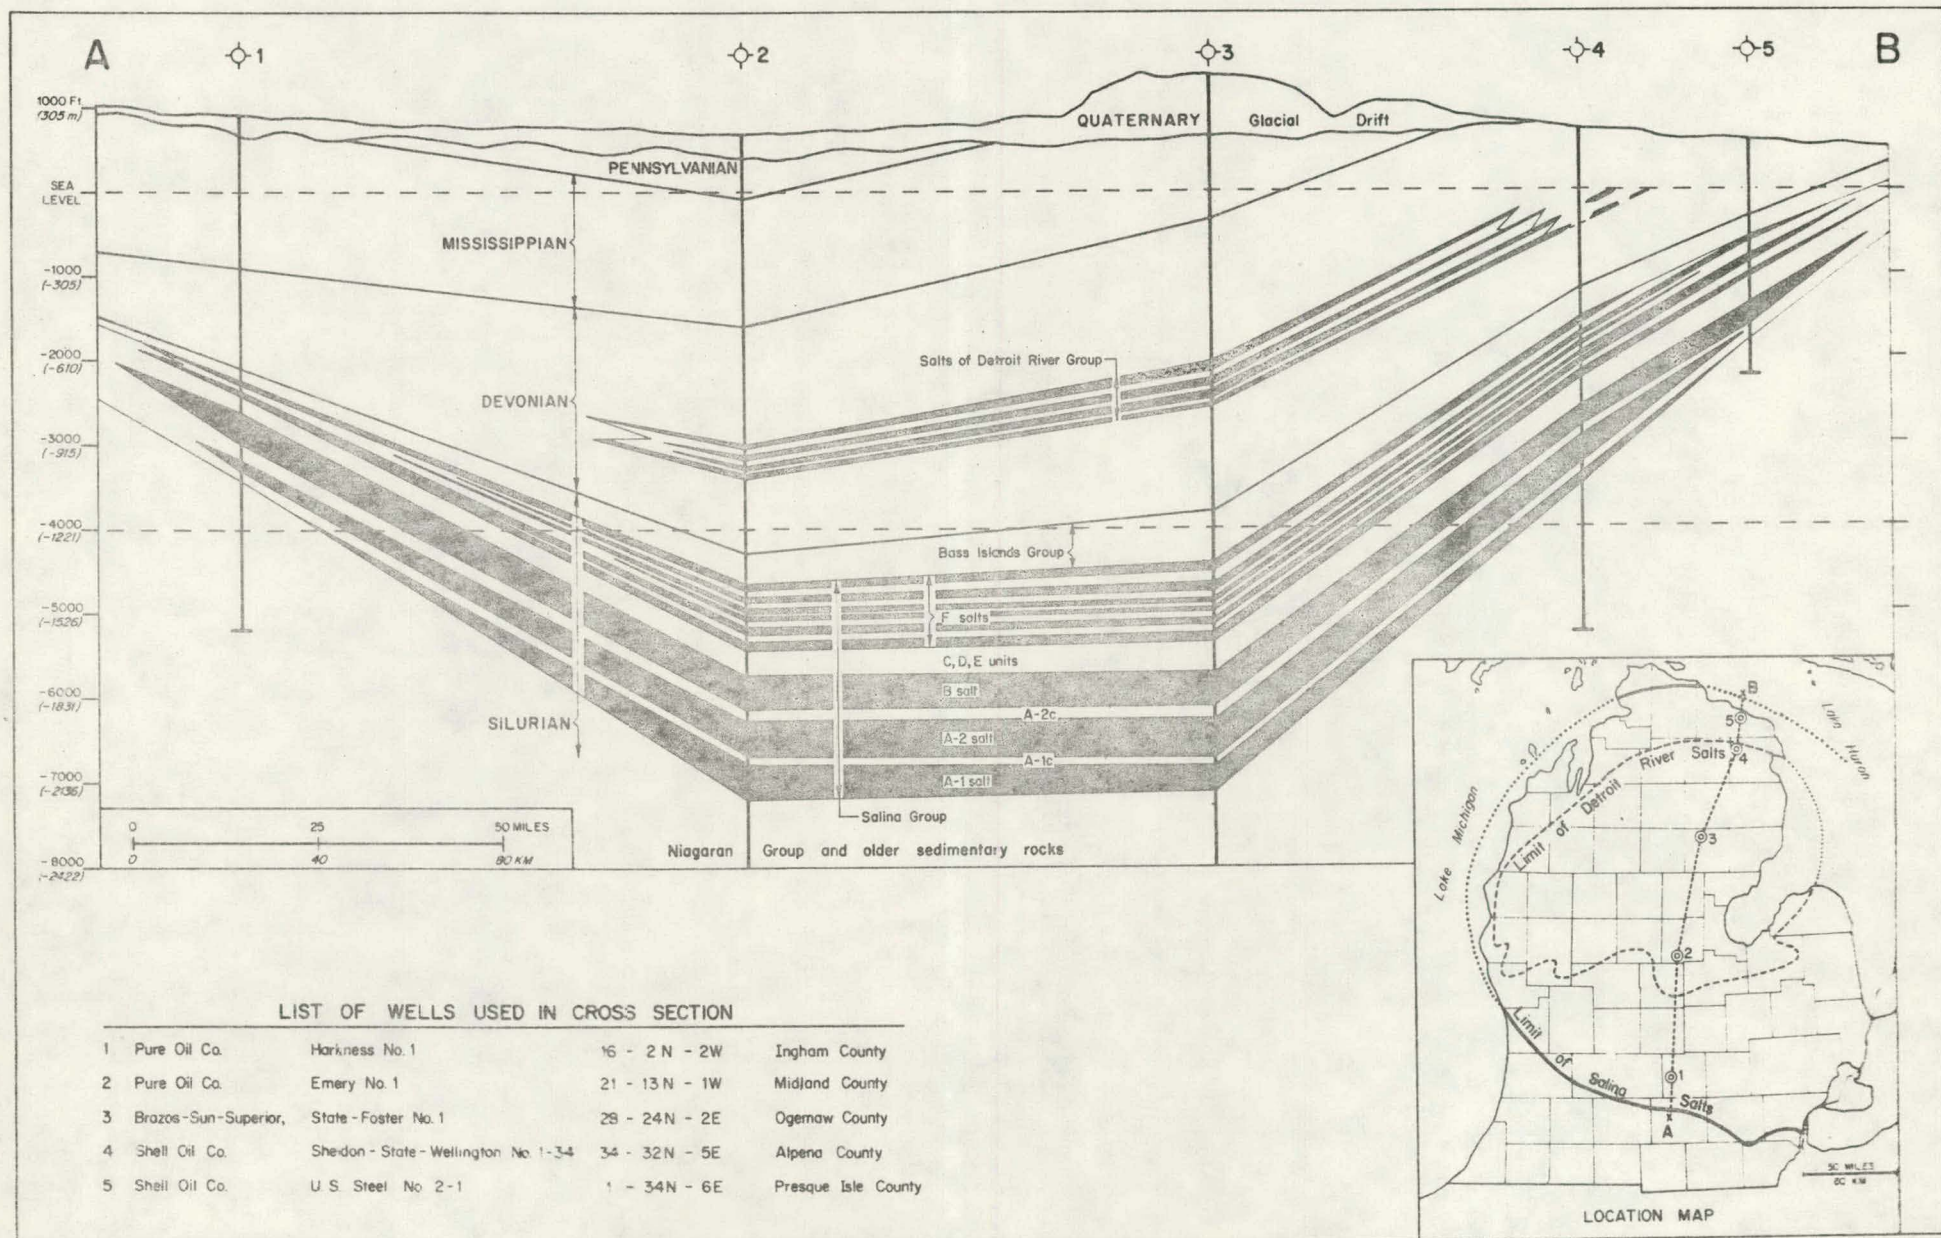 A
1
2
3
4
5
B
1000 Ft.
(305 m)
QUATERNARY Glacial Drift
PENNSYLVANIAN
SEA
LEVEL
MISSISSIPPIAN
-1000
(-305)
-2000
(-610)
Salts of Detroit River Group
DEVONIAN
-3000
(-915)
-4000
(-1221)
Bass Islands Group
-5000
(-1526)
F salts
C, D, E units
-6000
(-1831)
B salt
A-2c
SILURIAN
A-2 salt
A-1c
-7000
(-2136)
A-1 salt
Salina Group
0 25 50 MILES
0 40 80 KM
Niagaran Group and older sedimentary rocks
-8000
(-2422)
B
5
4
3
2
1
A
Lake Huron
Lake Michigan
Limit of Detroit River Salts
Limit of Salina Salts
50 MILES
80 KM
LOCATION MAP
LIST OF WELLS USED IN CROSS SECTION
1 Pure Oil Co. Harkness No. 1 16 - 2 N - 2W Ingham County
2 Pure Oil Co. Emery No. 1 21 - 13 N - 1W Midland County
3 Brazos-Sun-Superior, State-Foster No. 1 28 - 24N - 2E Ogemaw County
4 Shell Oil Co. Shedon-State-Wellington No. 1-34 34 - 32N - 5E Alpena County
5 Shell Oil Co. U. S. Steel No 2-1 1 - 34N - 6E Presque Isle County